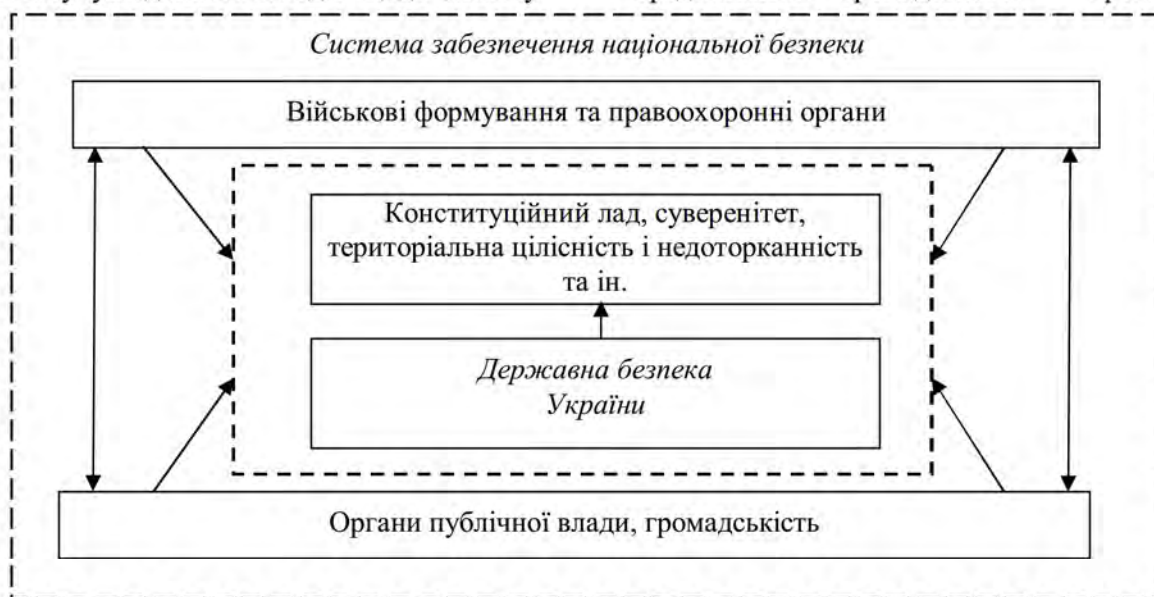 Система забезпечення національної безпеки
Військові формування та правоохоронні органи
Конституційний лад, суверенітет,
територіальна цілісність і недоторканність
та ін.
Державна безпека
України
Органи публічної влади, громадськість